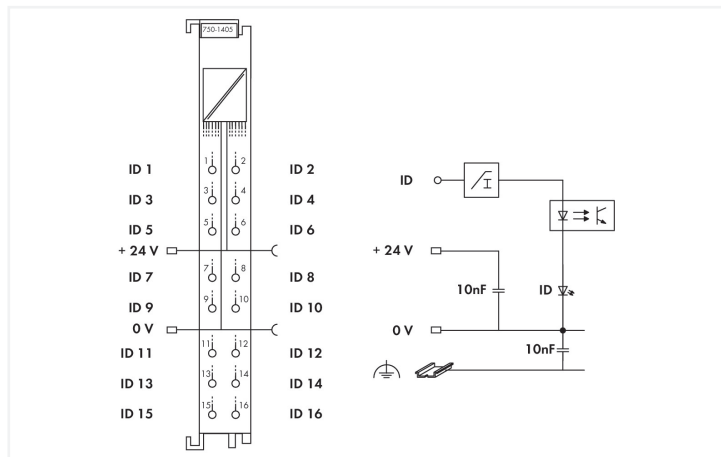 750-1405
1 2
ID 1 ID 2
3 4
ID 3 ID 4
5 6
ID 5 ID 6
+ 24 V
7 8
ID 7 ID 8
9 10
ID 9 ID 10
0 V
11 12
ID 11 ID 12
13 14
ID 13 ID 14
15 16
ID 15 ID 16
ID
I
+ 24 V
10nF
ID
0 V
10nF